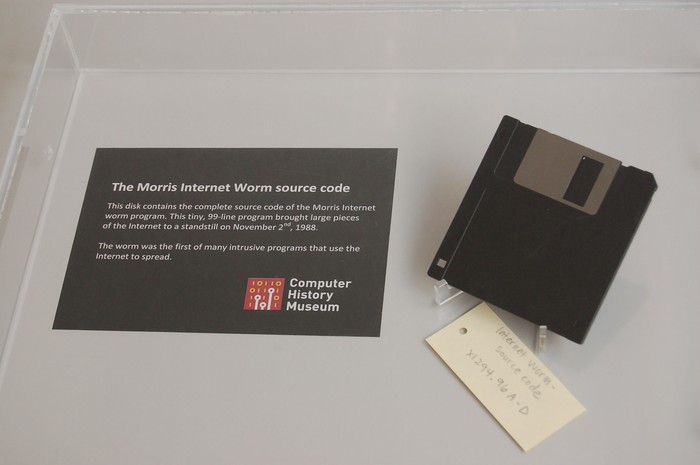 The Morris Internet Worm source code
This disk contains the complete source code of the Morris Internet
worm program. This tiny, 99-line program brought large pieces
of the Internet to a standstill on November 2nd, 1988.
The worm was the first of many intrusive programs that use the
Internet to spread.
10110
Computer
History
Museum
Internet Worm-
source code
X1294.96 A-D